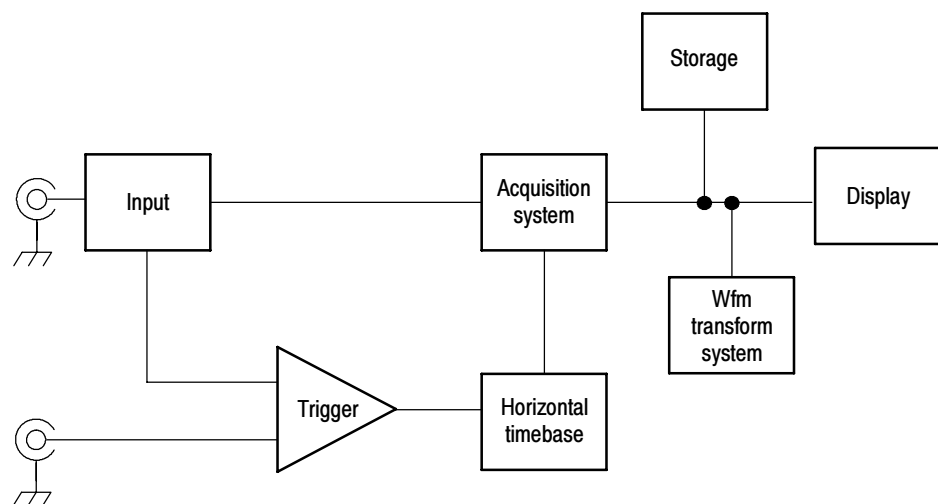 Storage
Input
Acquisition
system
Display
Wfm
transform
system
Trigger
Horizontal
timebase